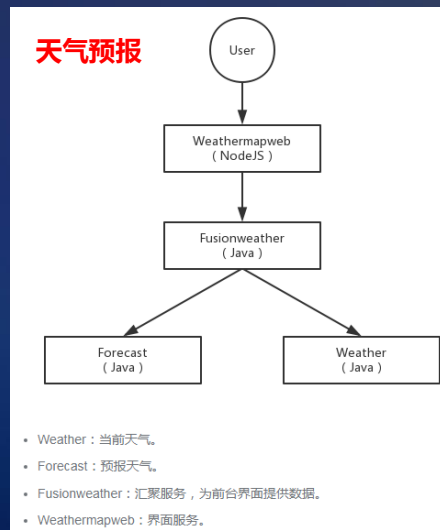 天气预报
User
Weathermapweb
（NodeJS）
Fusionweather
（Java）
Forecast
（Java）
Weather
（Java）
• Weather：当前天气。
• Forecast：预报天气。
• Fusionweather：汇聚服务，为前台界面提供数据。
• Weathermapweb：界面服务。